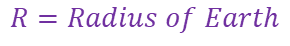 R = Radius of Earth